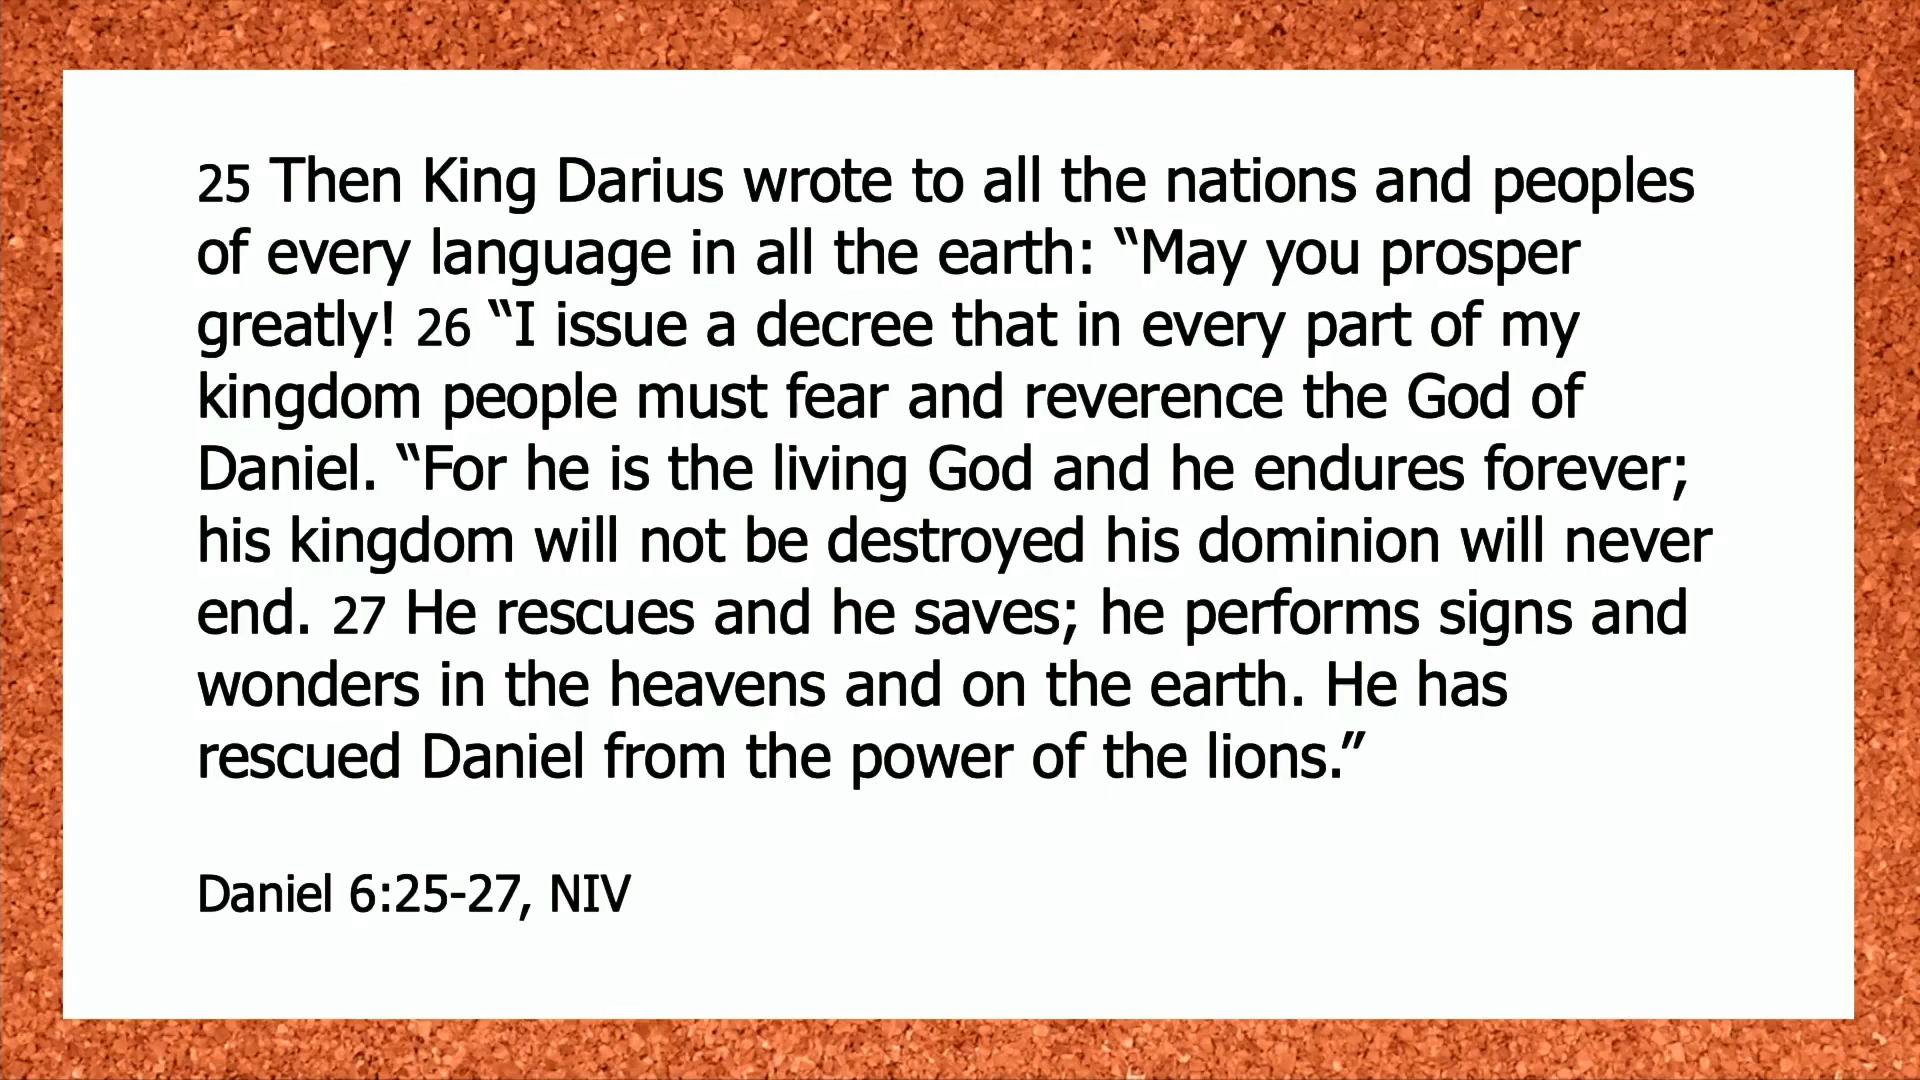 25 Then King Darius wrote to all the nations and peoples
of every language in all the earth: “May you prosper
greatly! 26 “I issue a decree that in every part of my
kingdom people must fear and reverence the God of
Daniel. “For he is the living God and he endures forever;
his kingdom will not be destroyed his dominion will never
end. 27 He rescues and he saves; he performs signs and
wonders in the heavens and on the earth. He has
rescued Daniel from the power of the lions.”
Daniel 6:25-27, NIV